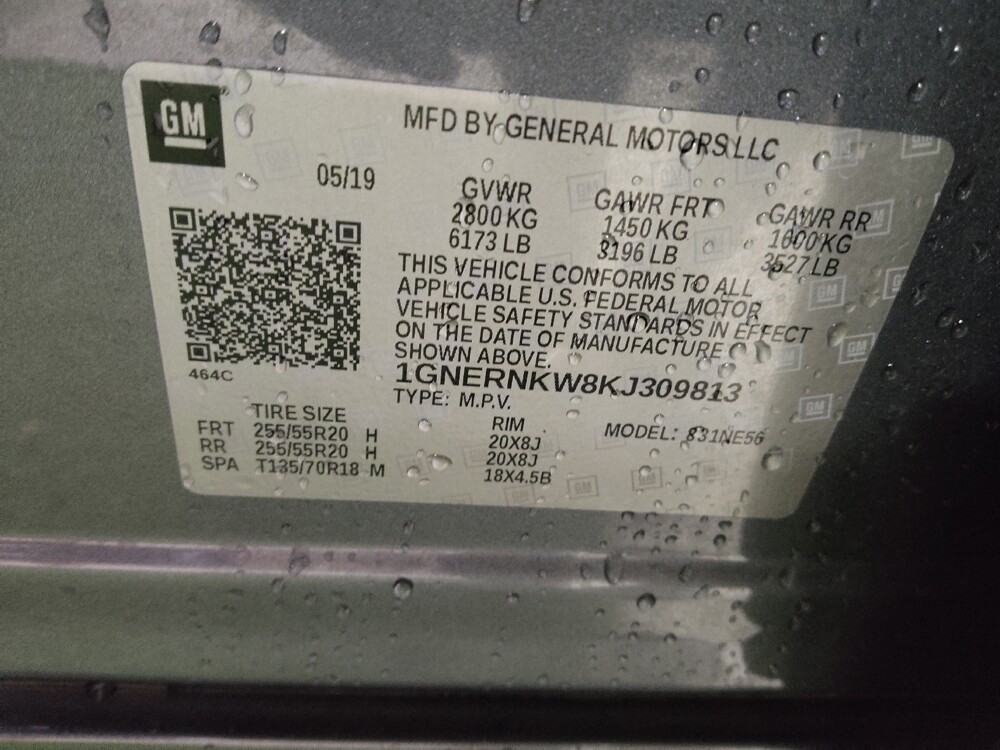 GM
MFD BY GENERAL MOTORS LLC
05/19
GVWR GAWR FRT GAWR RR
2800 KG 1450 KG 1600 KG
6173 LB 3196 LB 3527 LB
THIS VEHICLE CONFORMS TO ALL
APPLICABLE U.S. FEDERAL MOTOR
VEHICLE SAFETY STANDARDS IN EFFECT
ON THE DATE OF MANUFACTURE
SHOWN ABOVE.
464C
1GNERNKW8KJ309813
TYPE: M.P.V.
TIRE SIZE RIM MODEL: 831NE56
FRT 255/55R20 H 20X8J
RR 255/55R20 H 20X8J
SPA T135/70R18 M 18X4.5B